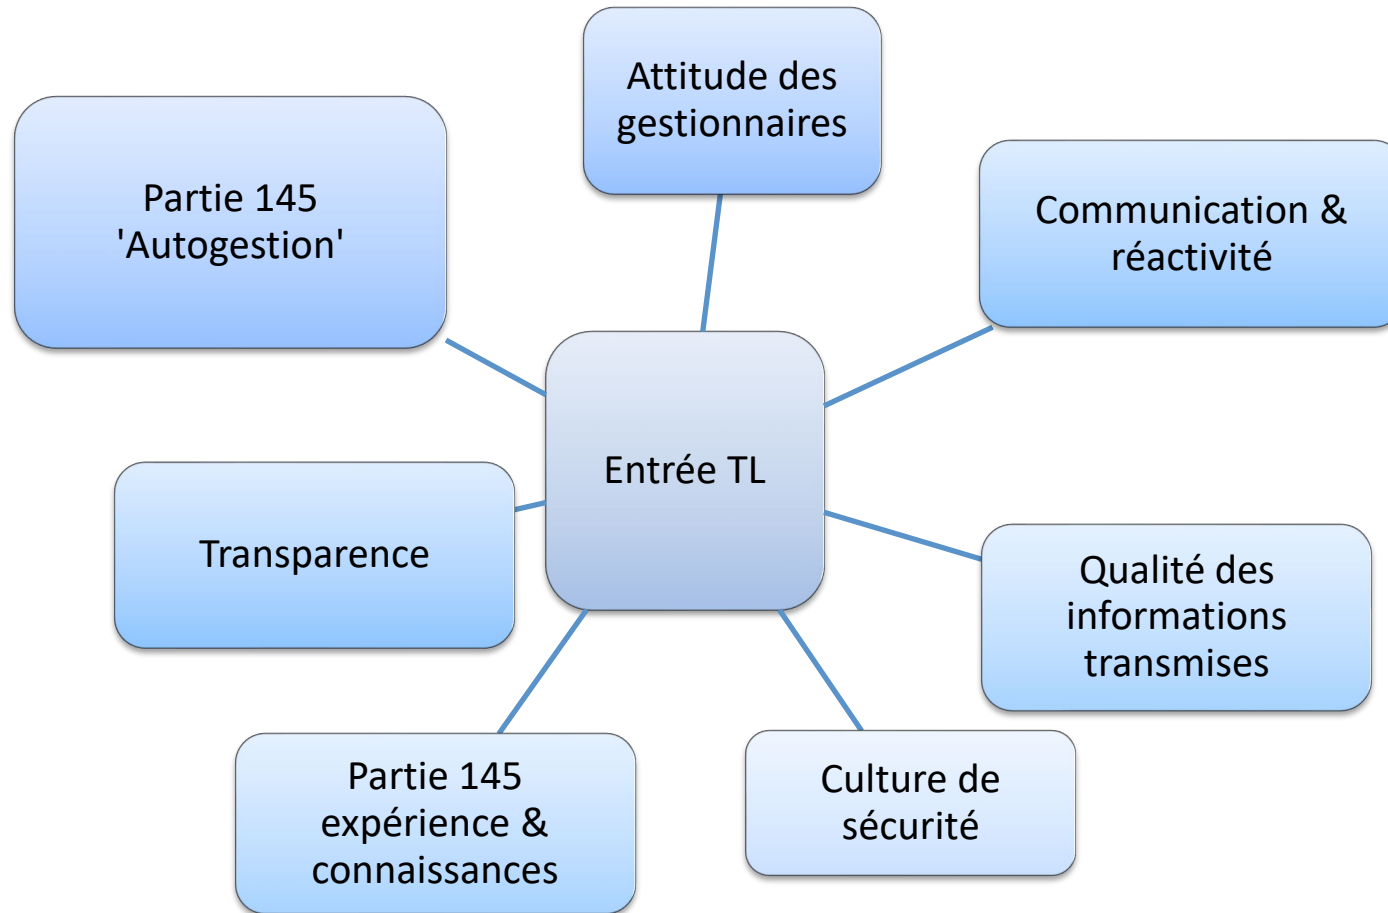 Attitude des
gestionnaires
Partie 145
'Autogestion'
Communication &
réactivité
Entrée TL
Transparence
Qualité des
informations
transmises
Partie 145
expérience &
connaissances
Culture de
sécurité